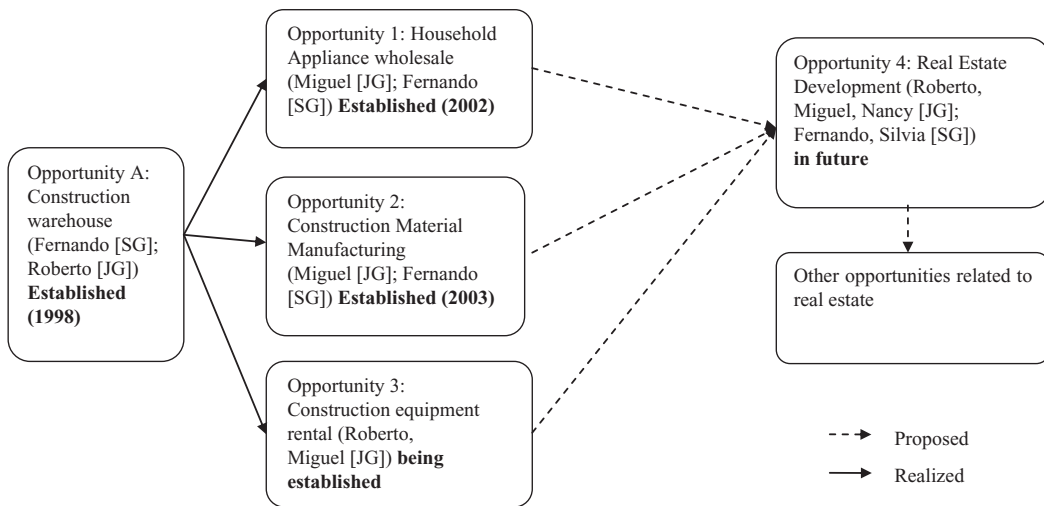 Opportunity A:
Construction
warehouse
(Fernando [SG];
Roberto [JG])
Established
(1998)
Opportunity 1: Household
Appliance wholesale
(Miguel [JG]; Fernando
[SG]) Established (2002)
Opportunity 2:
Construction Material
Manufacturing
(Miguel [JG]; Fernando
[SG]) Established (2003)
Opportunity 3:
Construction equipment
rental (Roberto,
Miguel [JG]) being
established
Opportunity 4: Real Estate
Development (Roberto,
Miguel, Nancy [JG];
Fernando, Silvia [SG])
in future
Other opportunities related to
real estate
Proposed
Realized